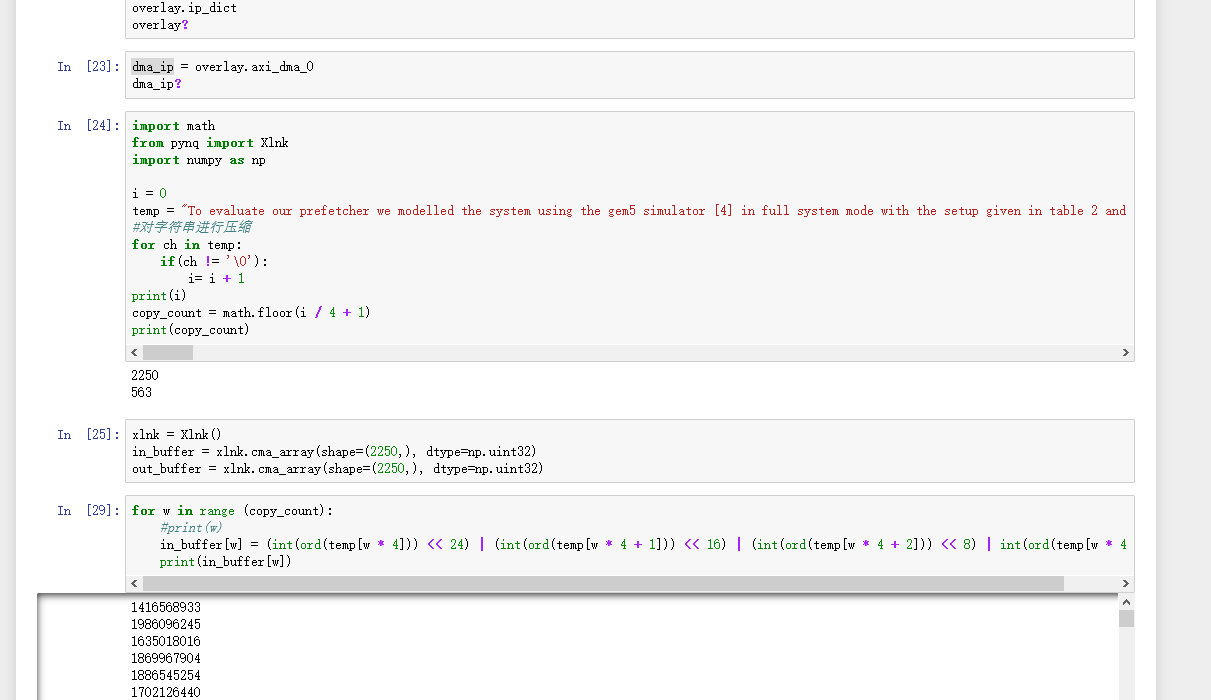 overlay.ip_dict
overlay?
In [23]: dma_ip = overlay.axi_dma_0
dma_ip?
In [24]: import math
from pynq import Xlnk
import numpy as np
i = 0
temp = "To evaluate our prefetcher we modelled the system using the gem5 simulator [4] in full system mode with the setup given in table 2 and
#对字符串进行压缩
for ch in temp:
    if(ch != '\0'):
        i= i + 1
print(i)
copy_count = math.floor(i / 4 + 1)
print(copy_count)
2250
563
In [25]: xlnk = Xlnk()
in_buffer = xlnk.cma_array(shape=(2250,), dtype=np.uint32)
out_buffer = xlnk.cma_array(shape=(2250,), dtype=np.uint32)
In [29]: for w in range (copy_count):
    #print(w)
    in_buffer[w] = (int(ord(temp[w * 4])) << 24) | (int(ord(temp[w * 4 + 1])) << 16) | (int(ord(temp[w * 4 + 2])) << 8) | int(ord(temp[w * 4
    print(in_buffer[w])
1416568933
1986096245
1635018016
1869967904
1886545254
1702126440